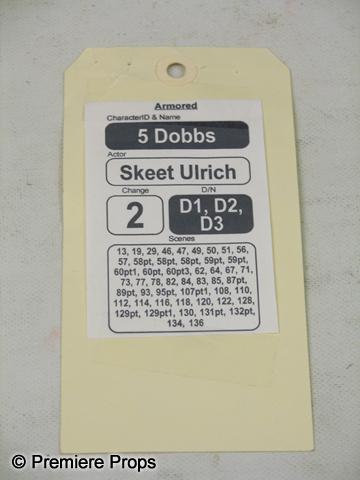 Armored
CharacterID & Name
5 Dobbs
Actor
Skeet Ulrich
Change
D/N
2
D1, D2,
D3
Scenes
13, 19, 29, 46, 47, 49, 50, 51, 56,
57, 58pt, 58pt, 58pt, 59pt, 59pt,
60pt1, 60pt, 60pt3, 62, 64, 67, 71,
73, 77, 78, 82, 84, 83, 85, 87pt,
89pt, 93, 95pt, 107pt1, 108, 110,
112, 114, 116, 118, 120, 122, 128,
129pt, 129pt1, 130, 131pt, 132pt,
134, 136
© Premiere Props